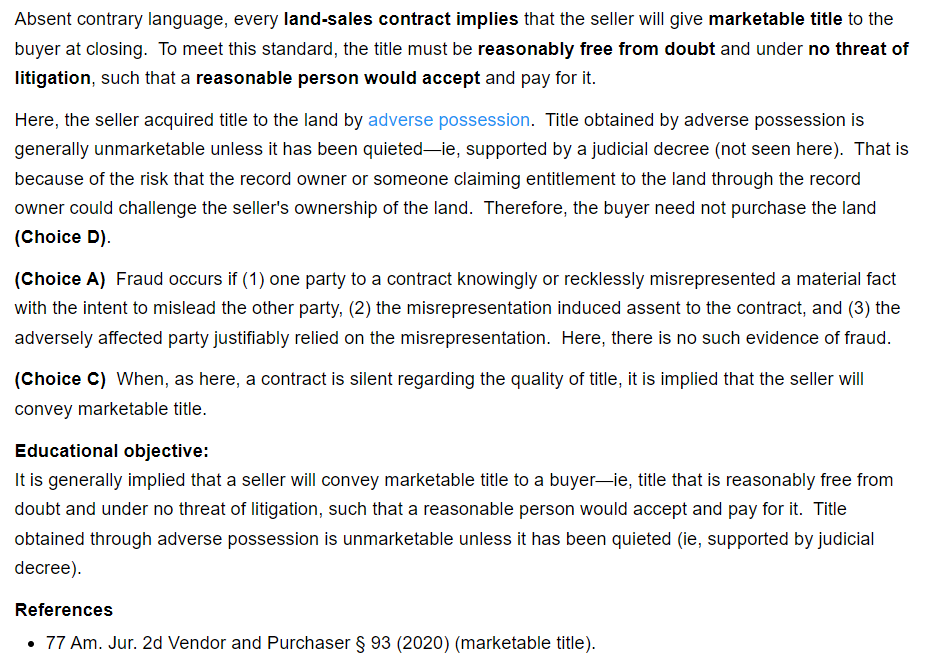 Absent contrary language, every land-sales contract implies that the seller will give marketable title to the
buyer at closing.  To meet this standard, the title must be reasonably free from doubt and under no threat of
litigation, such that a reasonable person would accept and pay for it.
Here, the seller acquired title to the land by adverse possession.  Title obtained by adverse possession is
generally unmarketable unless it has been quieted—ie, supported by a judicial decree (not seen here).  That is
because of the risk that the record owner or someone claiming entitlement to the land through the record
owner could challenge the seller's ownership of the land.  Therefore, the buyer need not purchase the land
(Choice D).
(Choice A)  Fraud occurs if (1) one party to a contract knowingly or recklessly misrepresented a material fact
with the intent to mislead the other party, (2) the misrepresentation induced assent to the contract, and (3) the
adversely affected party justifiably relied on the misrepresentation.  Here, there is no such evidence of fraud.
(Choice C)  When, as here, a contract is silent regarding the quality of title, it is implied that the seller will
convey marketable title.
Educational objective:
It is generally implied that a seller will convey marketable title to a buyer—ie, title that is reasonably free from
doubt and under no threat of litigation, such that a reasonable person would accept and pay for it.  Title
obtained through adverse possession is unmarketable unless it has been quieted (ie, supported by judicial
decree).
References
• 77 Am. Jur. 2d Vendor and Purchaser § 93 (2020) (marketable title).